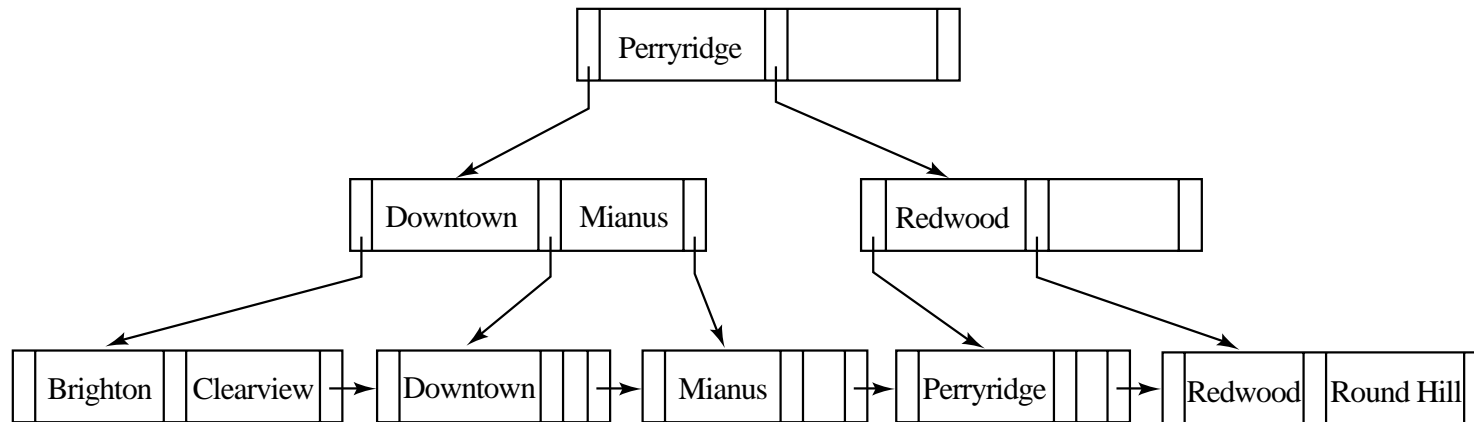 Perryridge
Downtown Mianus
Redwood
Brighton Clearview
Downtown
Mianus
Perryridge
Redwood Round Hill